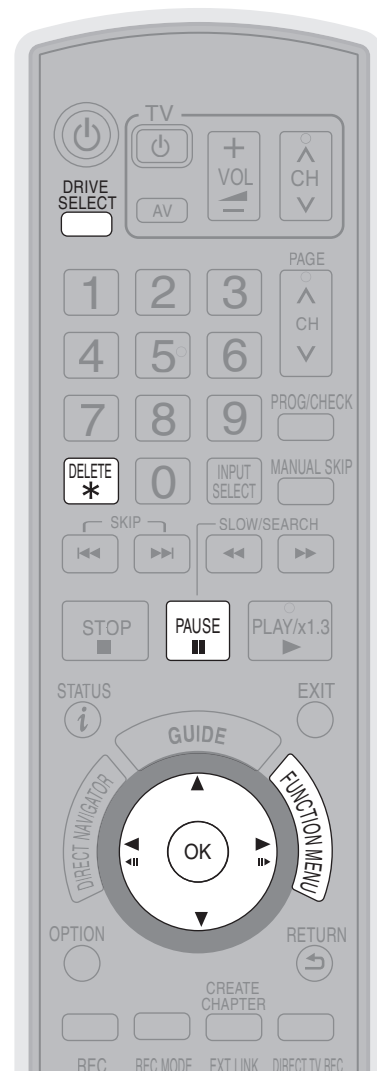 TV
DRIVE
SELECT
VOL
CH
AV
PAGE
1 2 3
CH
4 5 6
7 8 9
PROG/CHECK
DELETE
*
0
INPUT
SELECT
MANUAL SKIP
SKIP
SLOW/SEARCH
STOP
PAUSE
PLAY/x1.3
STATUS
i
EXIT
GUIDE
DIRECT NAVIGATOR
FUNCTION MENU
OK
OPTION
RETURN
CREATE
CHAPTER
REC REC MODE EXT LINK DIRECT TV REC